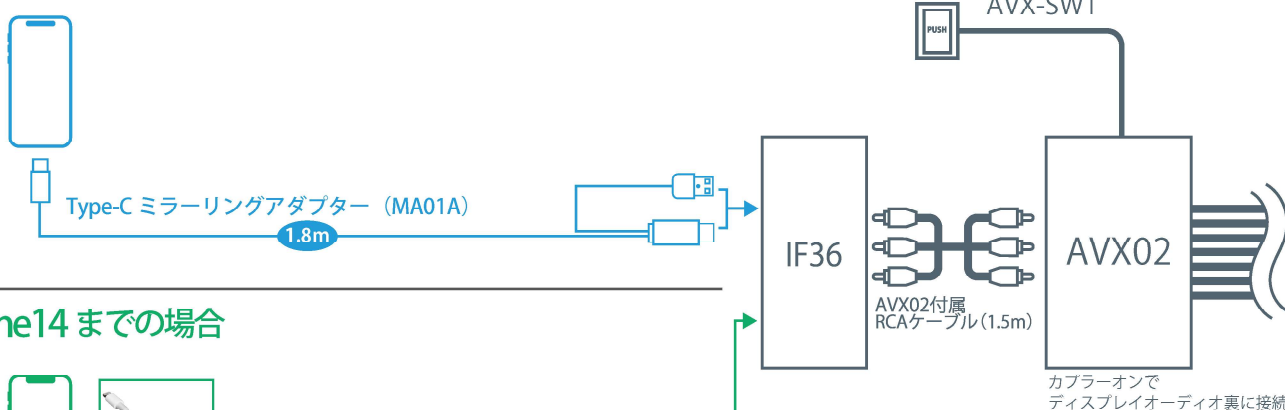 AVX-SW1
PUSH
Type-C ミラーリングアダプター（MA01A）
1.8m
IF36
AVX02
AVX02付属
RCAケーブル（1.5m）
ne14 までの場合
カプラーオンで
ディスプレイオーディオ裏に接続